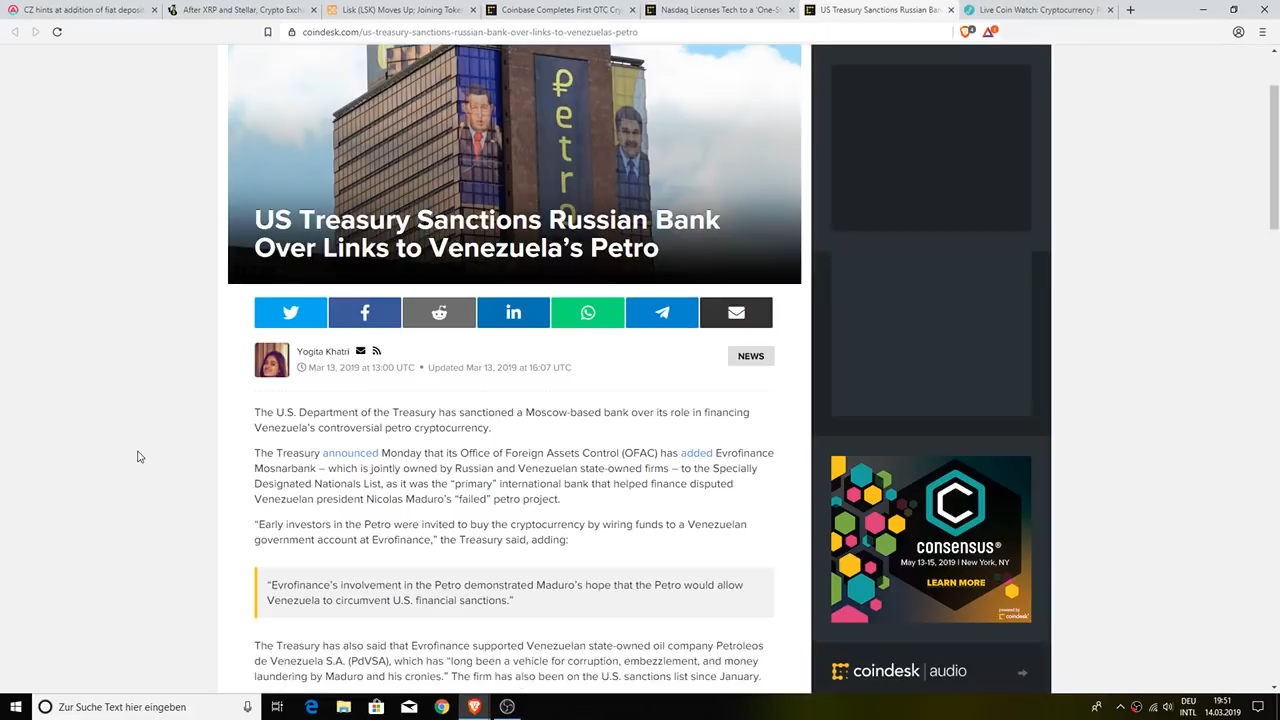 CZ hints at addition of fiat deposit
After XRP and Stellar, Crypto Exch
Lisk (LSK) Moves Up; Joining Token
Coinbase Completes First OTC Cry
Nasdaq Licenses Tech to a 'One-St
US Treasury Sanctions Russian Ban
Live Coin Watch: Cryptocurrency P
coindesk.com/us-treasury-sanctions-russian-bank-over-links-to-venezuelas-petro
Petro
US Treasury Sanctions Russian Bank
Over Links to Venezuela's Petro
Yogita Khatri
Mar 13, 2019 at 13:00 UTC • Updated Mar 13, 2019 at 16:07 UTC
NEWS
The U.S. Department of the Treasury has sanctioned a Moscow-based bank over its role in financing
Venezuela's controversial petro cryptocurrency.
The Treasury announced Monday that its Office of Foreign Assets Control (OFAC) has added Evrofinance
Mosnarbank – which is jointly owned by Russian and Venezuelan state-owned firms – to the Specially
Designated Nationals List, as it was the “primary” international bank that helped finance disputed
Venezuelan president Nicolas Maduro's “failed” petro project.
“Early investors in the Petro were invited to buy the cryptocurrency by wiring funds to a Venezuelan
government account at Evrofinance,” the Treasury said, adding:
“Evrofinance's involvement in the Petro demonstrated Maduro's hope that the Petro would allow
Venezuela to circumvent U.S. financial sanctions.”
The Treasury has also said that Evrofinance supported Venezuelan state-owned oil company Petroleos
de Venezuela S.A. (PdVSA), which has “long been a vehicle for corruption, embezzlement, and money
laundering by Maduro and his cronies.” The firm has also been on the U.S. sanctions list since January.
CONSENSUS®
May 13-15, 2019 | New York, NY
LEARN MORE
powered by
coindesk
coindesk | audio
Zur Suche Text hier eingeben
DEU
INTL
19:51
14.03.2019